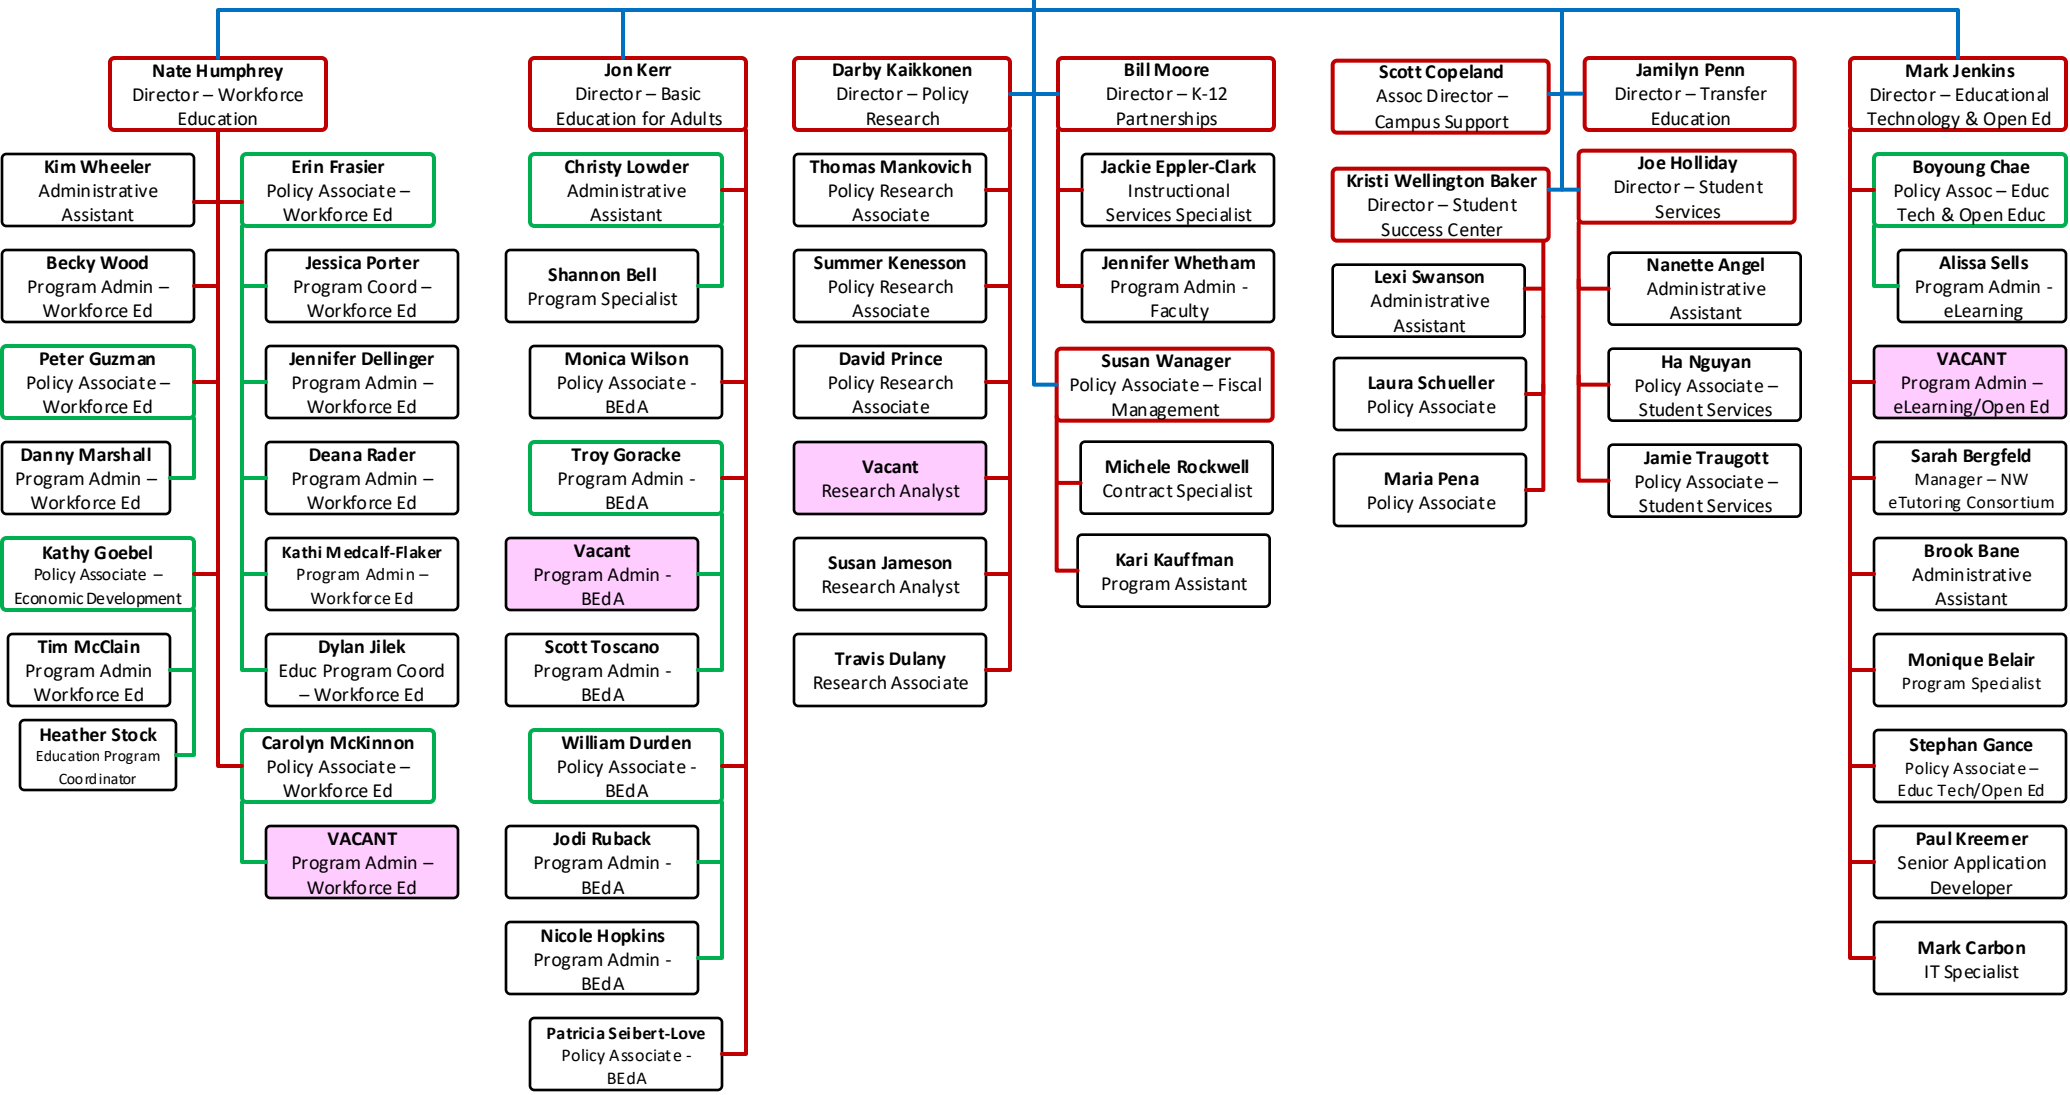 Nate Humphrey
Director – Workforce
Education
Kim Wheeler
Administrative
Assistant
Becky Wood
Program Admin –
Workforce Ed
Peter Guzman
Policy Associate –
Workforce Ed
Danny Marshall
Program Admin –
Workforce Ed
Kathy Goebel
Policy Associate –
Economic Development
Tim McClain
Program Admin
Workforce Ed
Heather Stock
Education Program
Coordinator
Erin Frasier
Policy Associate –
Workforce Ed
Jessica Porter
Program Coord –
Workforce Ed
Jennifer Dellinger
Program Admin –
Workforce Ed
Deana Rader
Program Admin –
Workforce Ed
Kathi Medcalf-Flaker
Program Admin –
Workforce Ed
Dylan Jilek
Educ Program Coord
– Workforce Ed
Carolyn McKinnon
Policy Associate –
Workforce Ed
VACANT
Program Admin –
Workforce Ed
Jon Kerr
Director – Basic
Education for Adults
Christy Lowder
Administrative
Assistant
Shannon Bell
Program Specialist
Monica Wilson
Policy Associate -
BEdA
Troy Goracke
Program Admin -
BEdA
Vacant
Program Admin -
BEdA
Scott Toscano
Program Admin -
BEdA
William Durden
Policy Associate -
BEdA
Jodi Ruback
Program Admin -
BEdA
Nicole Hopkins
Program Admin -
BEdA
Patricia Seibert-Love
Policy Associate -
BEdA
Darby Kaikkonen
Director – Policy
Research
Thomas Mankovich
Policy Research
Associate
Summer Kenesson
Policy Research
Associate
David Prince
Policy Research
Associate
Vacant
Research Analyst
Susan Jameson
Research Analyst
Travis Dulany
Research Associate
Bill Moore
Director – K-12
Partnerships
Jackie Eppler-Clark
Instructional
Services Specialist
Jennifer Whetham
Program Admin -
Faculty
Susan Wanager
Policy Associate – Fiscal
Management
Michele Rockwell
Contract Specialist
Kari Kauffman
Program Assistant
Scott Copeland
Assoc Director –
Campus Support
Kristi Wellington Baker
Director – Student
Success Center
Lexi Swanson
Administrative
Assistant
Laura Schueller
Policy Associate
Maria Pena
Policy Associate
Jamilyn Penn
Director – Transfer
Education
Joe Holliday
Director – Student
Services
Nanette Angel
Administrative
Assistant
Ha Nguyan
Policy Associate –
Student Services
Jamie Traugott
Policy Associate –
Student Services
Mark Jenkins
Director – Educational
Technology & Open Ed
Boyoung Chae
Policy Assoc – Educ
Tech & Open Educ
Alissa Sells
Program Admin -
eLearning
VACANT
Program Admin –
eLearning/Open Ed
Sarah Bergfeld
Manager – NW
eTutoring Consortium
Brook Bane
Administrative
Assistant
Monique Belair
Program Specialist
Stephan Gance
Policy Associate –
Educ Tech/Open Ed
Paul Kreemer
Senior Application
Developer
Mark Carbon
IT Specialist